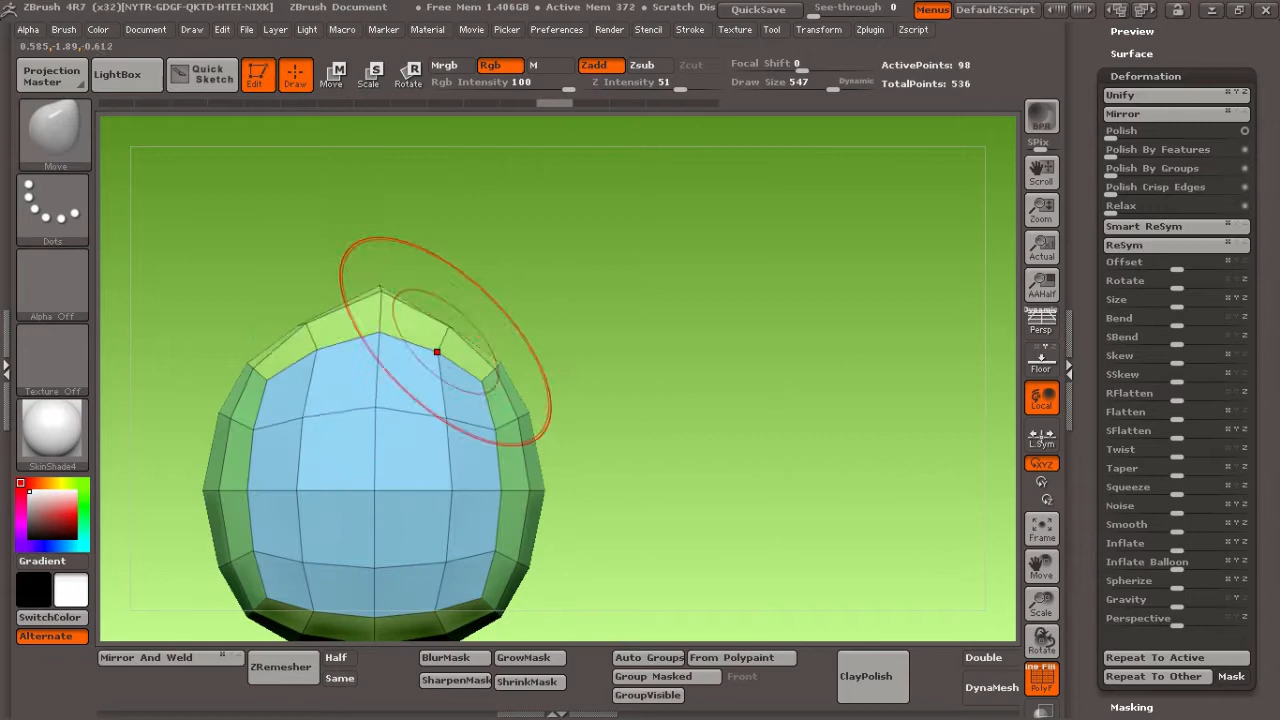 ZBrush 4R7 (x32)[NYTR-GDGF-QKTD-HTEI-NIXK] ZBrush Document • Free Mem 1.406GB • Active Mem 372 • Scratch Dis QuickSave See-through 0 Menus DefaultZScript
Alpha Brush Color Document Draw Edit File Layer Light Macro Marker Material Movie Picker Preferences Render Stencil Stroke Texture Tool Transform Zplugin Zscript
0.585,-1.89,-0.612
Projection Master
LightBox
Quick Sketch
Edit
Draw
Move
Scale
Rotate
Mrgb Rgb M
Rgb Intensity 100
Zadd Zsub Zcut
Z Intensity 51
Focal Shift 0
Draw Size 547 Dynamic
ActivePoints: 98
TotalPoints: 536
Move
Dots
Alpha Off
Texture Off
SkinShade4
Gradient
SwitchColor
Alternate
BPR
SPix
Scroll
Zoom
Actual
AAHalf
Dynamic
Persp
Floor
Local
L.Sym
XYZ
Frame
Move
Scale
Rotate
PolyF
Preview
Surface
Deformation
Unify
Mirror
Polish
Polish By Features
Polish By Groups
Polish Crisp Edges
Relax
Smart ReSym
ReSym
Offset
Rotate
Size
Bend
SBend
Skew
SSkew
RFlatten
Flatten
SFlatten
Twist
Taper
Squeeze
Noise
Smooth
Inflate
Inflate Balloon
Spherize
Gravity
Perspective
Repeat To Active
Repeat To Other Mask
Masking
Mirror And Weld
ZRemesher
Half
Same
BlurMask GrowMask
SharpenMask ShrinkMask
Auto Groups From Polypaint
Group Masked Front
GroupVisible
ClayPolish
Double
DynaMesh